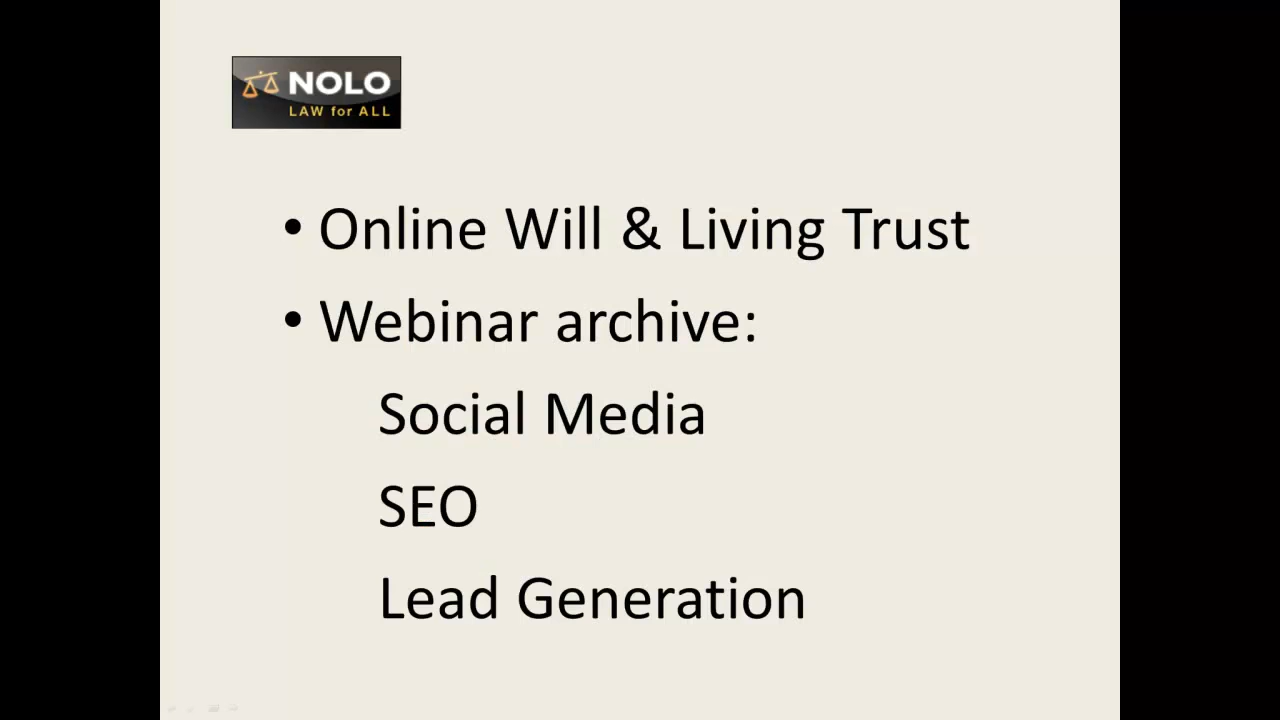 NOLO
LAW for ALL
• Online Will & Living Trust
• Webinar archive:
Social Media
SEO
Lead Generation